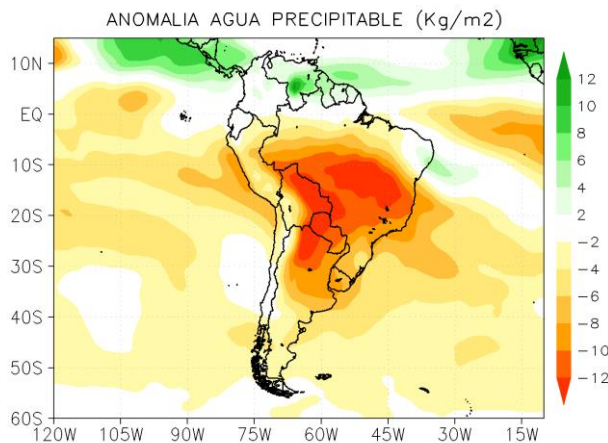 ANOMALIA AGUA PRECIPITABLE (Kg/m2)
10N
EQ
10S
20S
30S
40S
50S
60S
120W 105W 90W 75W 60W 45W 30W 15W
12
10
8
6
4
2
-2
-4
-6
-8
-10
-12